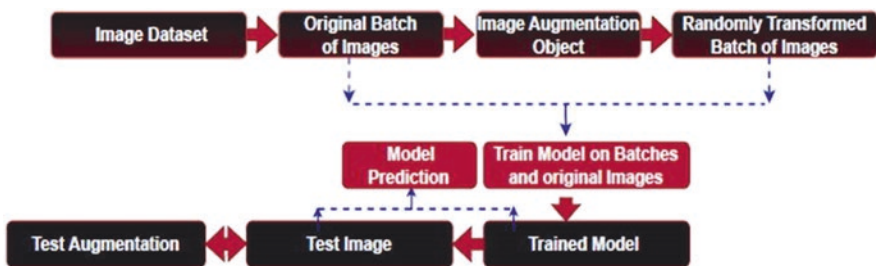 Image Dataset
Original Batch
of Images
Image Augmentation
Object
Randomly Transformed
Batch of Images
Model
Prediction
Train Model on Batches
and original Images
Test Augmentation
Test Image
Trained Model